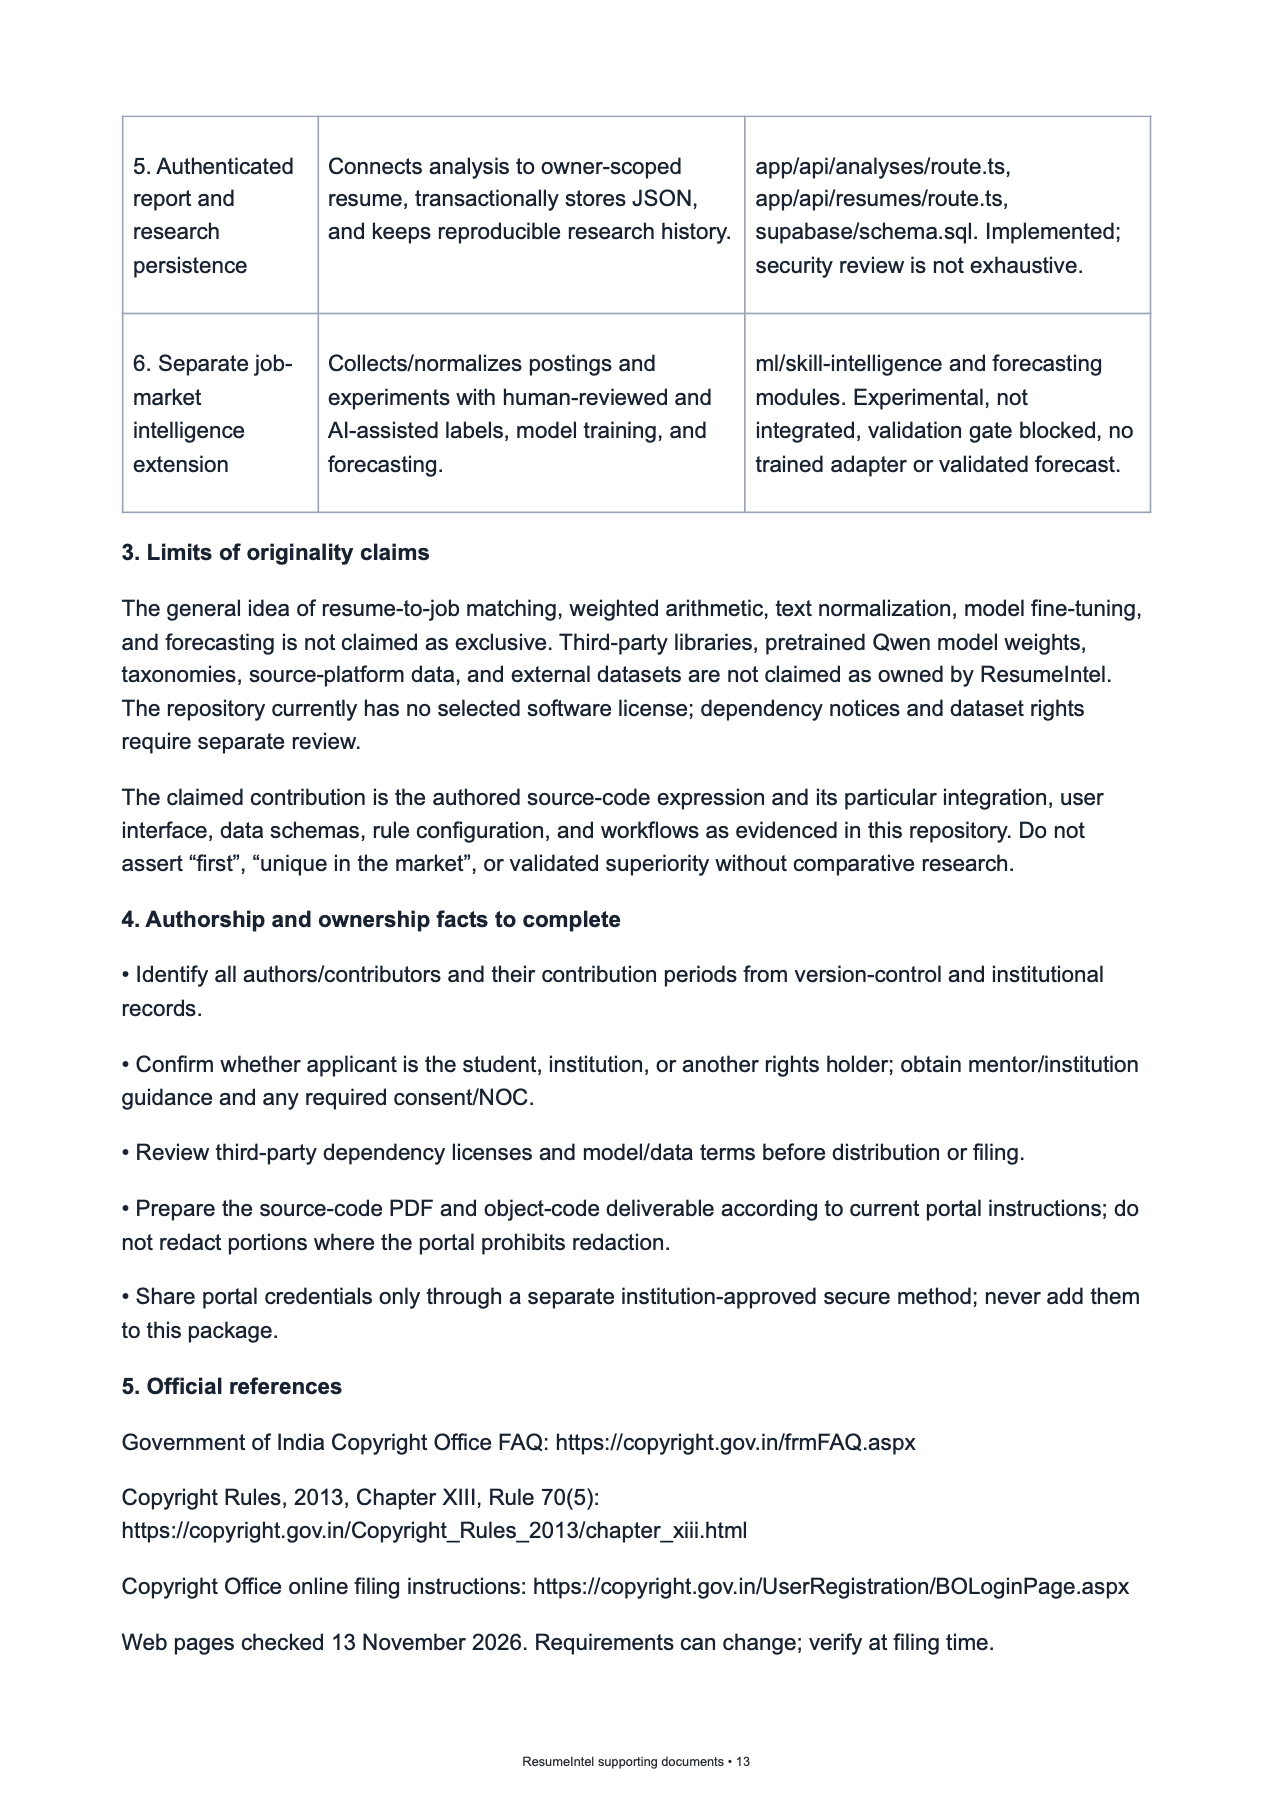 5. Authenticated
report and
research
persistence
Connects analysis to owner-scoped
resume, transactionally stores JSON,
and keeps reproducible research history.
app/api/analyses/route.ts,
app/api/resumes/route.ts,
supabase/schema.sql. Implemented;
security review is not exhaustive.
6. Separate job-
market
intelligence
extension
Collects/normalizes postings and
experiments with human-reviewed and
AI-assisted labels, model training, and
forecasting.
ml/skill-intelligence and forecasting
modules. Experimental, not
integrated, validation gate blocked, no
trained adapter or validated forecast.
3. Limits of originality claims
The general idea of resume-to-job matching, weighted arithmetic, text normalization, model fine-tuning,
and forecasting is not claimed as exclusive. Third-party libraries, pretrained Qwen model weights,
taxonomies, source-platform data, and external datasets are not claimed as owned by ResumeIntel.
The repository currently has no selected software license; dependency notices and dataset rights
require separate review.
The claimed contribution is the authored source-code expression and its particular integration, user
interface, data schemas, rule configuration, and workflows as evidenced in this repository. Do not
assert “first”, “unique in the market”, or validated superiority without comparative research.
4. Authorship and ownership facts to complete
• Identify all authors/contributors and their contribution periods from version-control and institutional
records.
• Confirm whether applicant is the student, institution, or another rights holder; obtain mentor/institution
guidance and any required consent/NOC.
• Review third-party dependency licenses and model/data terms before distribution or filing.
• Prepare the source-code PDF and object-code deliverable according to current portal instructions; do
not redact portions where the portal prohibits redaction.
• Share portal credentials only through a separate institution-approved secure method; never add them
to this package.
5. Official references
Government of India Copyright Office FAQ: https://copyright.gov.in/frmFAQ.aspx
Copyright Rules, 2013, Chapter XIII, Rule 70(5):
https://copyright.gov.in/Copyright_Rules_2013/chapter_xiii.html
Copyright Office online filing instructions: https://copyright.gov.in/UserRegistration/BOLoginPage.aspx
Web pages checked 13 November 2026. Requirements can change; verify at filing time.
ResumeIntel supporting documents • 13